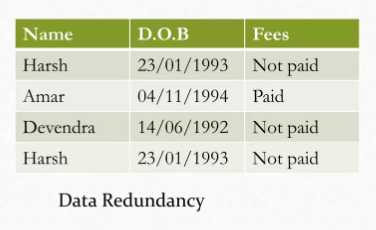 Name D.O.B Fees
Harsh 23/01/1993 Not paid
Amar 04/11/1994 Paid
Devendra 14/06/1992 Not paid
Harsh 23/01/1993 Not paid
Data Redundancy